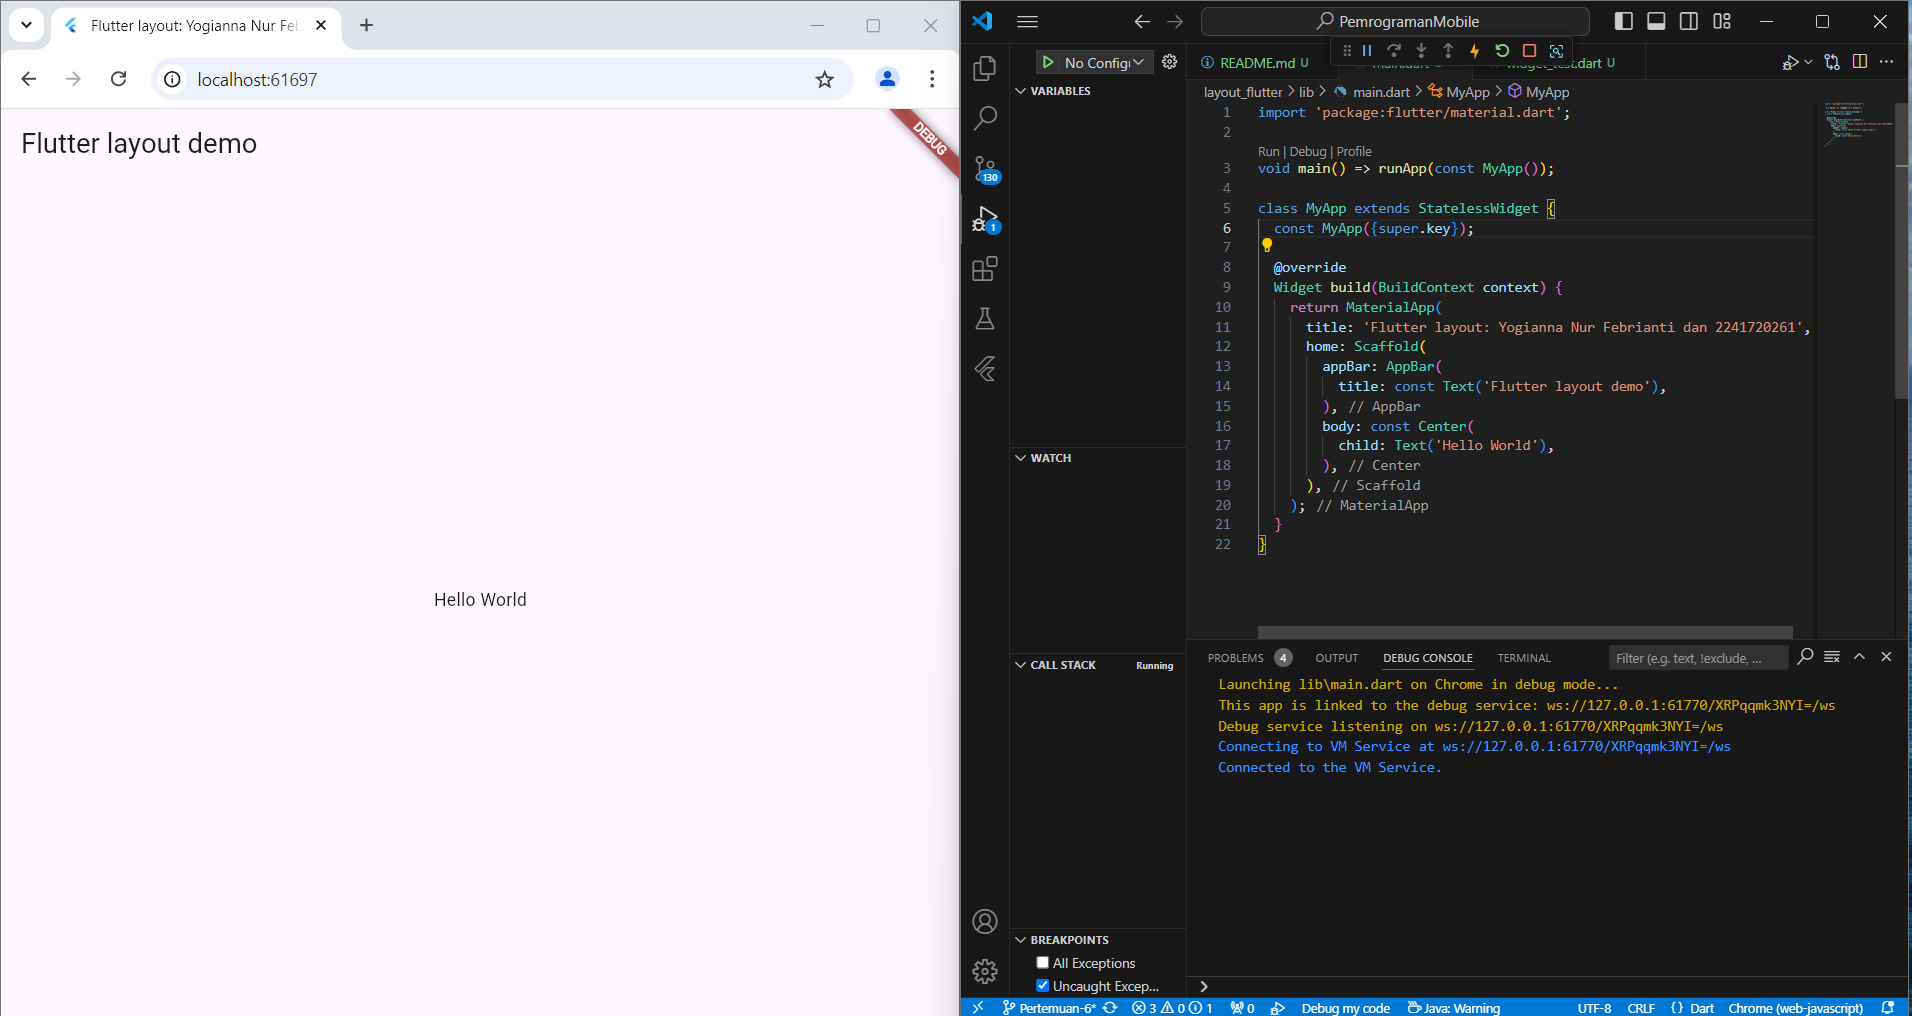 Flutter layout: Yogianna Nur Feb
localhost:61697
Flutter layout demo
DEBUG
Hello World
PemrogramanMobile
No Config
README.md U
main.dart
widget_test.dart U
VARIABLES
layout_flutter > lib > main.dart > MyApp > MyApp
1 import 'package:flutter/material.dart';
2
Run | Debug | Profile
3 void main() => runApp(const MyApp());
4
5 class MyApp extends StatelessWidget {
6 const MyApp({super.key});
7
8 @override
9 Widget build(BuildContext context) {
10 return MaterialApp(
11 title: 'Flutter layout: Yogianna Nur Febrianti dan 2241720261',
12 home: Scaffold(
13 appBar: AppBar(
14 title: const Text('Flutter layout demo'),
15 ), // AppBar
16 body: const Center(
17 child: Text('Hello World'),
18 ), // Center
19 ), // Scaffold
20 ); // MaterialApp
21 }
22 }
130
1
WATCH
CALL STACK Running
BREAKPOINTS
All Exceptions
Uncaught Excep...
PROBLEMS 4 OUTPUT DEBUG CONSOLE TERMINAL Filter (e.g. text, !exclude, ...
Launching lib\main.dart on Chrome in debug mode...
This app is linked to the debug service: ws://127.0.0.1:61770/XRPqqmk3NYI=/ws
Debug service listening on ws://127.0.0.1:61770/XRPqqmk3NYI=/ws
Connecting to VM Service at ws://127.0.0.1:61770/XRPqqmk3NYI=/ws
Connected to the VM Service.
Pertemuan-6* 3 0 1 0 Debug my code Java: Warning UTF-8 CRLF {} Dart Chrome (web-javascript)